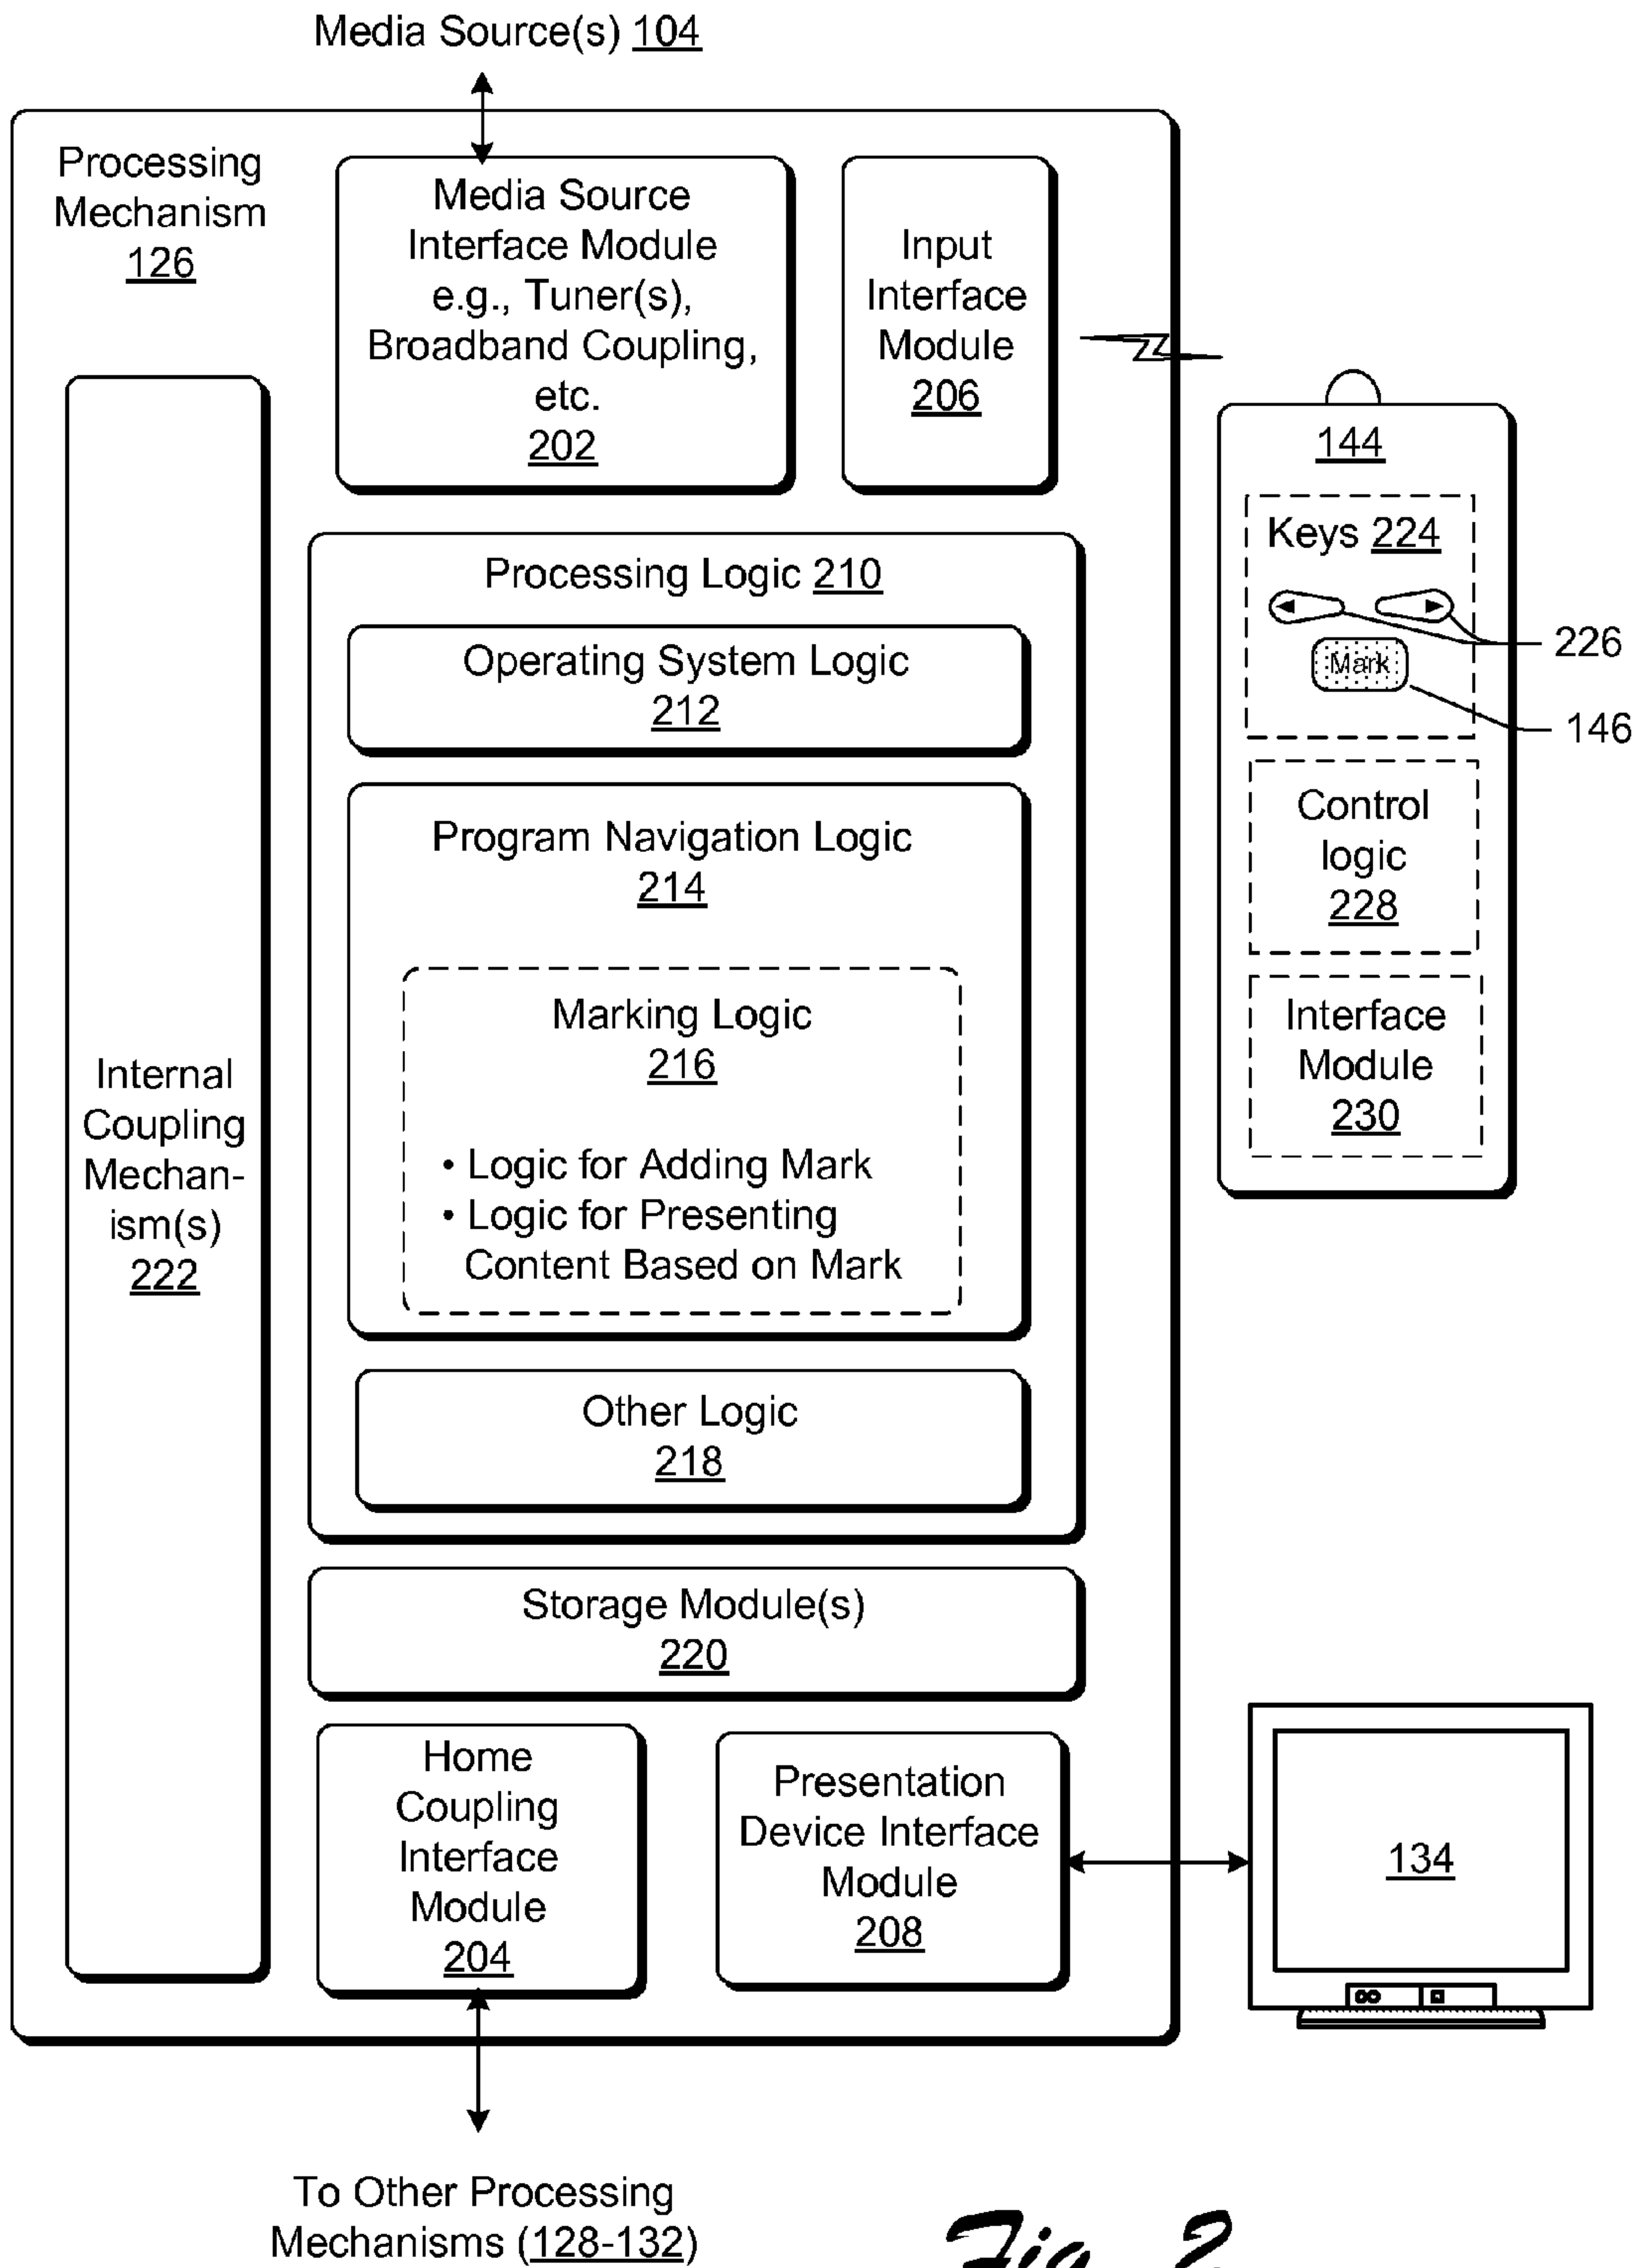 Media Source(s) 104
Processing
Mechanism
126
Media Source
Interface Module
e.g., Tuner(s),
Broadband Coupling,
etc.
202
Input
Interface
Module
206
144
Keys 224
Mark
226
146
Control
logic
228
Interface
Module
230
Processing Logic 210
Operating System Logic
212
Program Navigation Logic
214
Marking Logic
216
• Logic for Adding Mark
• Logic for Presenting
Content Based on Mark
Other Logic
218
Internal
Coupling
Mechan-
ism(s)
222
Storage Module(s)
220
Home
Coupling
Interface
Module
204
Presentation
Device Interface
Module
208
134
To Other Processing
Mechanisms (128-132)
Fig. 2